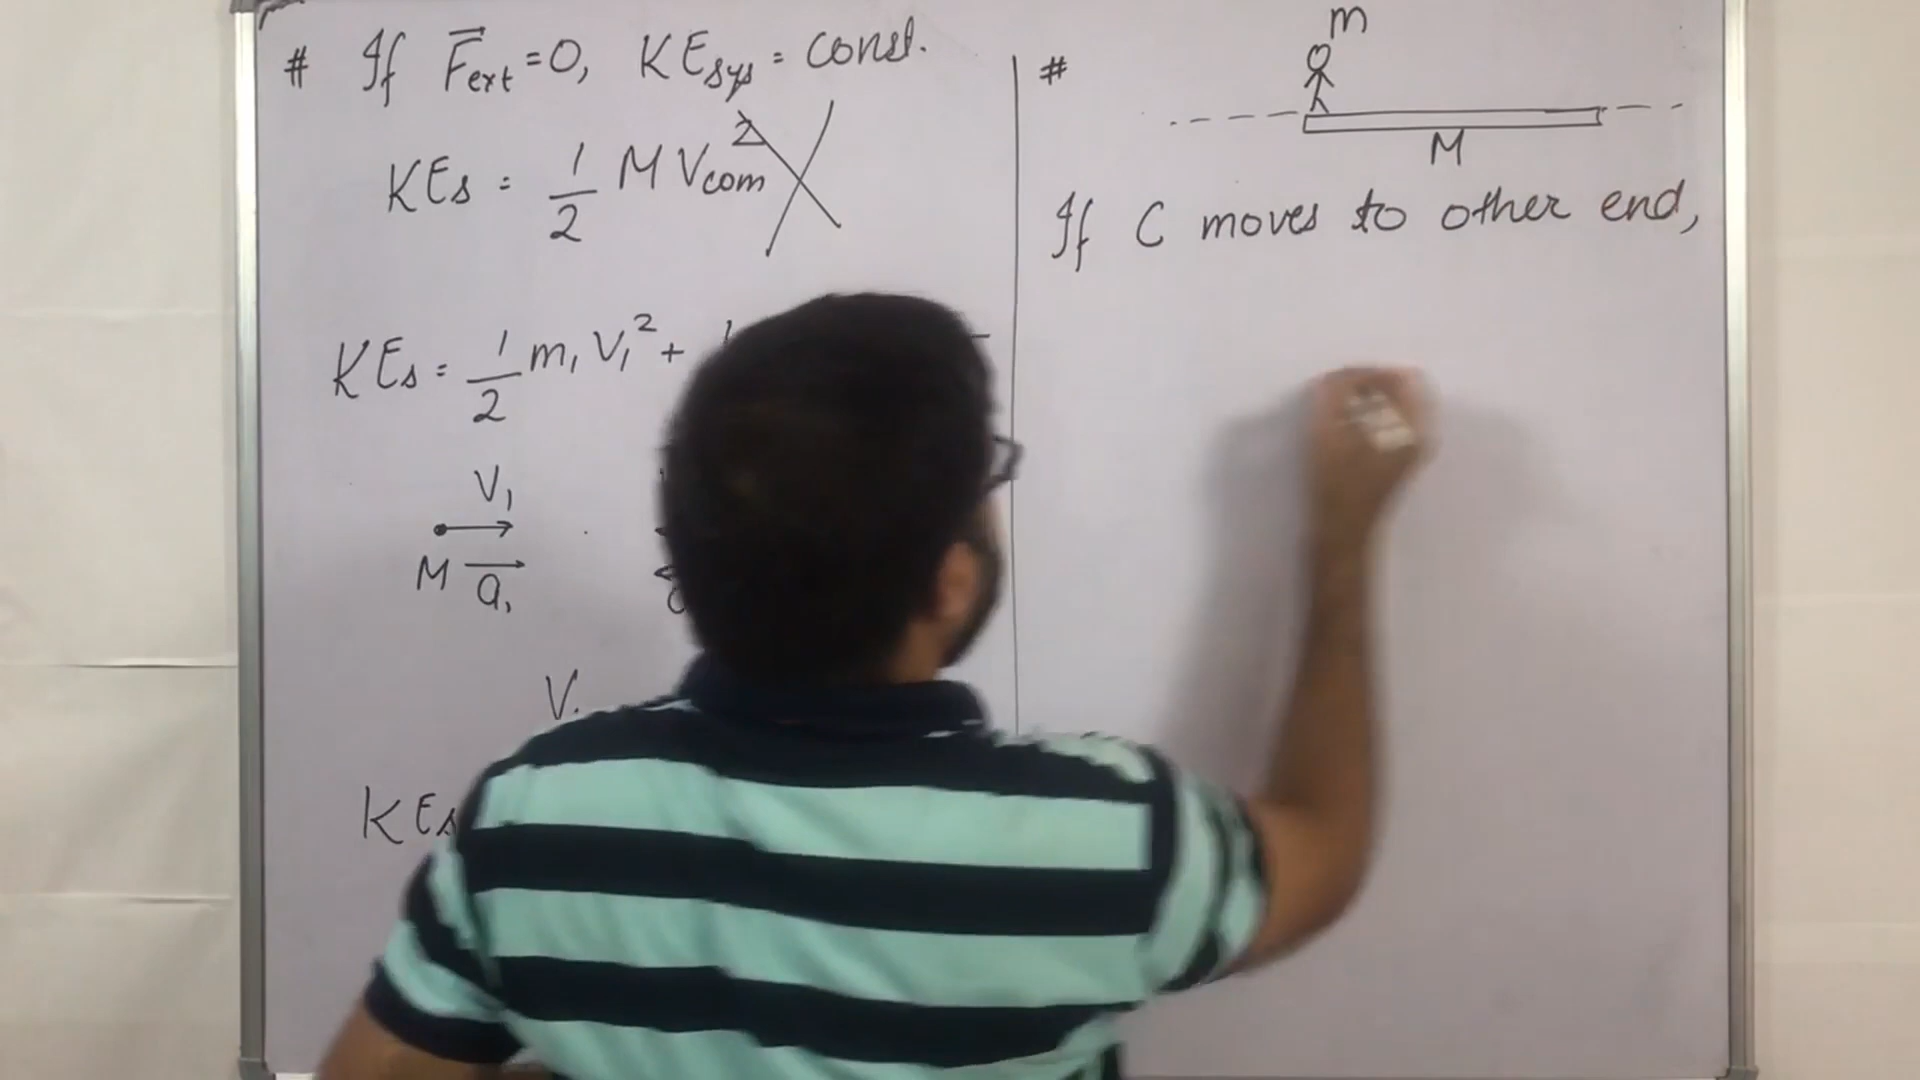 # If F⃗ext = 0, KEsys = const.
KEs = 1/2 M Vcom²
KEs = 1/2 m₁ V₁² +
V₁
M a₁
V.
KEs
#
m
M
If C moves to other end,